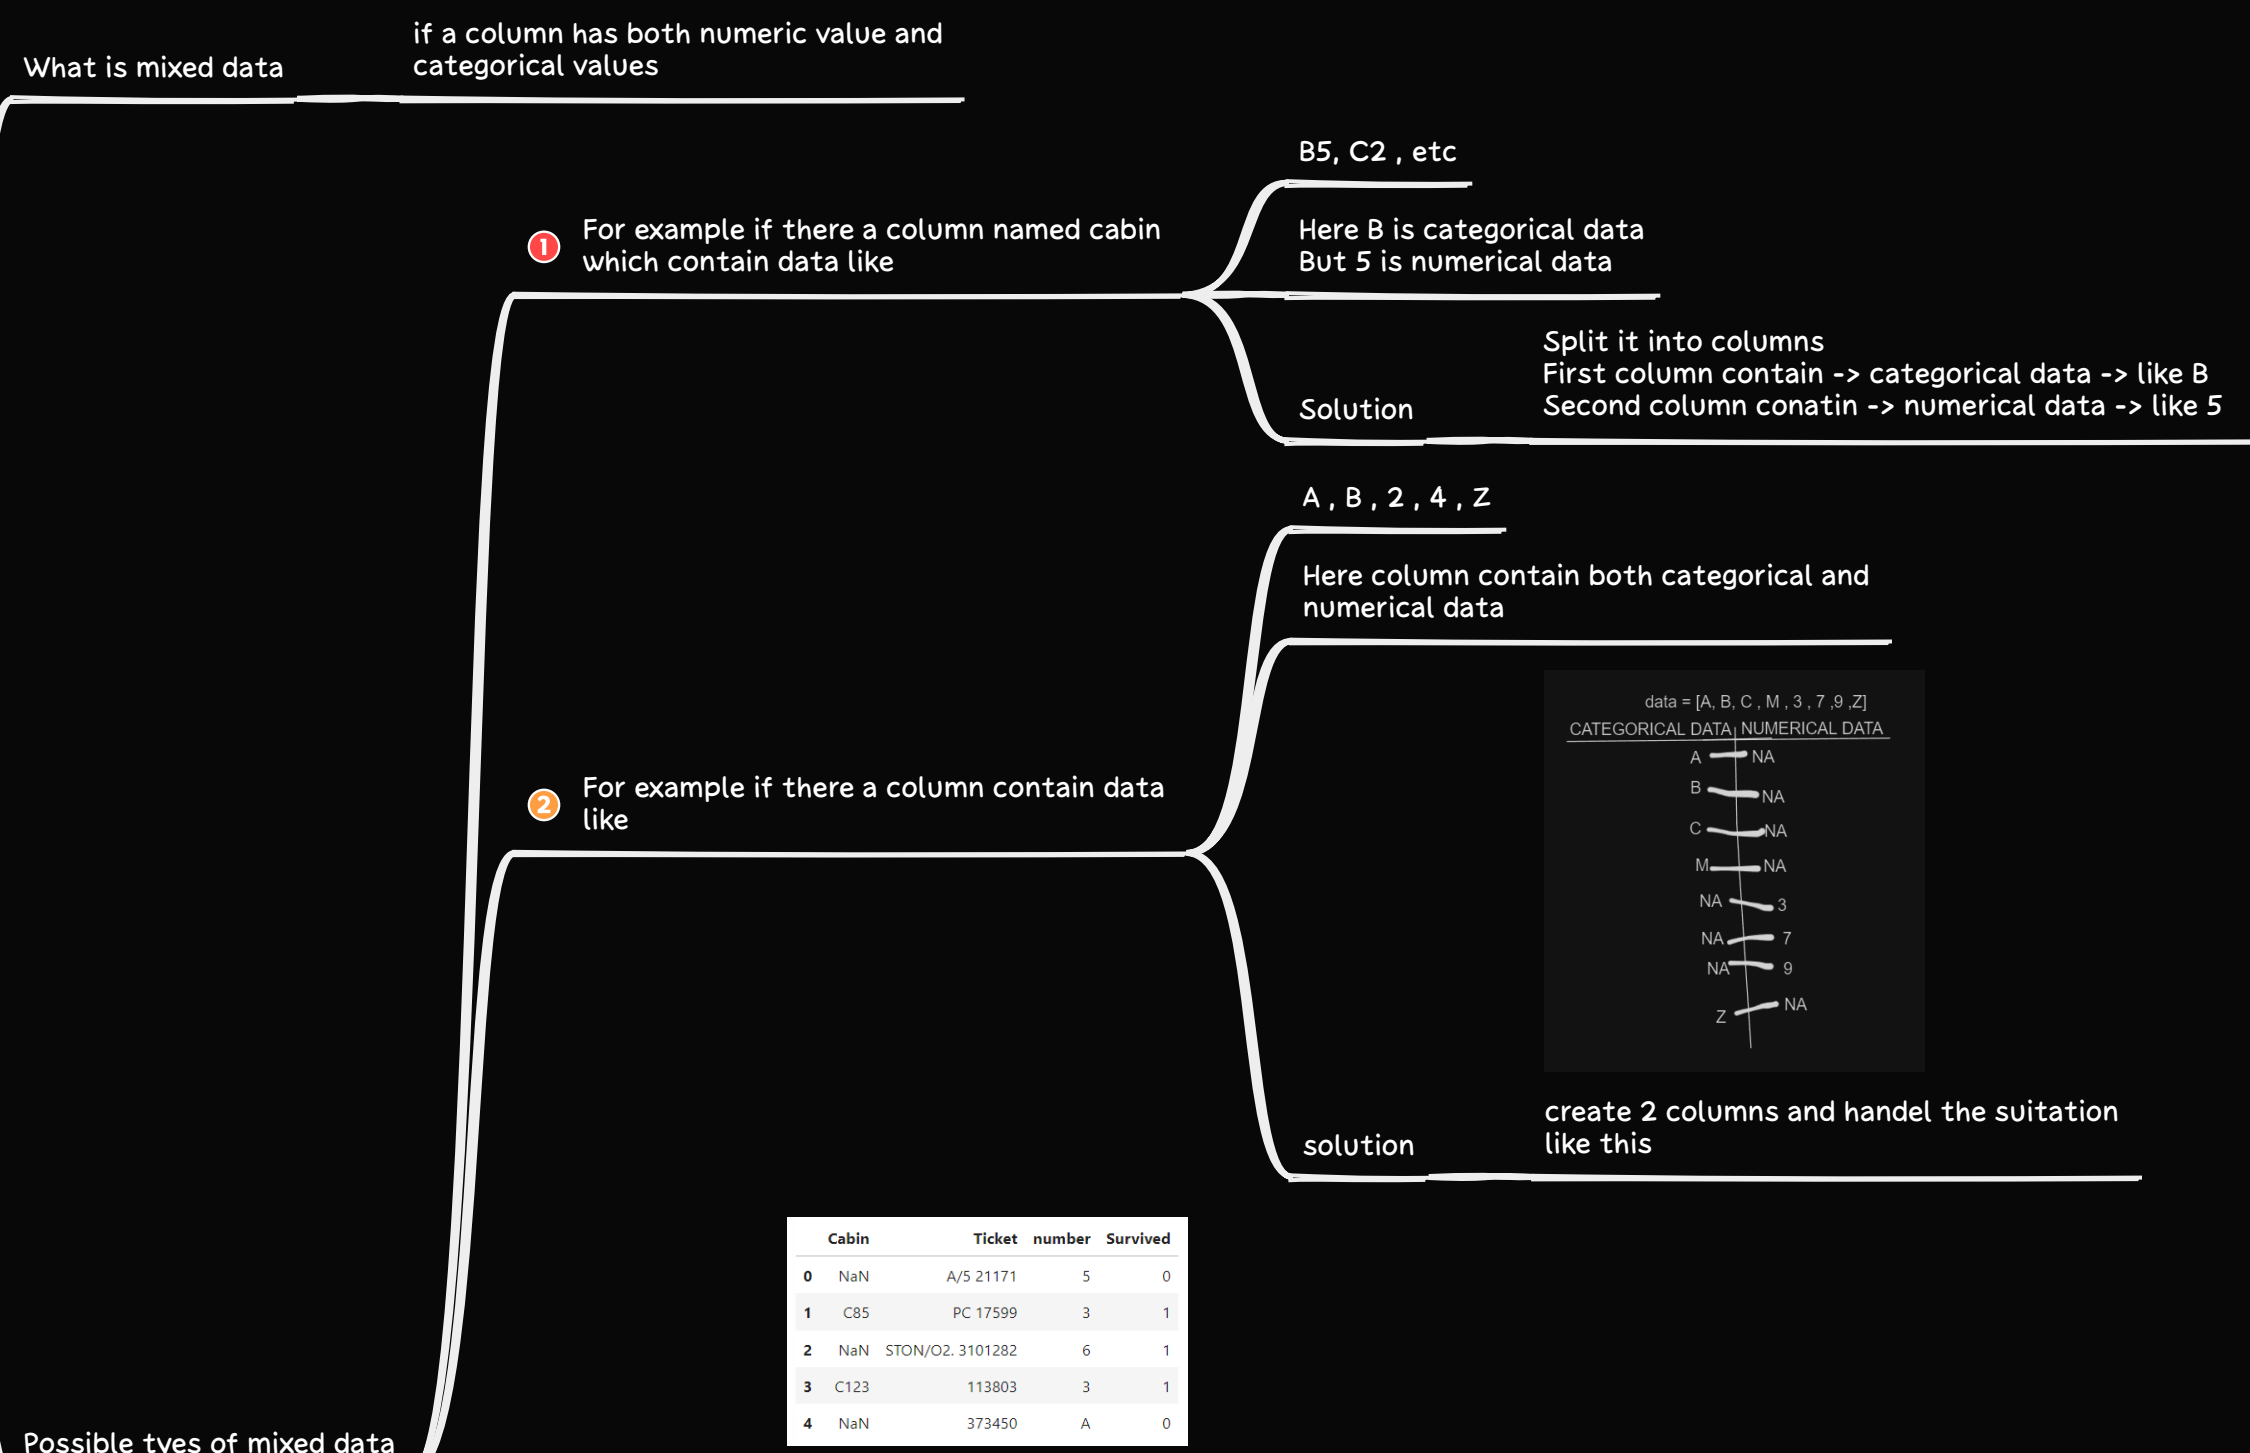 What is mixed data
if a column has both numeric value and
categorical values
1
For example if there a column named cabin
which contain data like
B5, C2 , etc
Here B is categorical data
But 5 is numerical data
Solution
Split it into columns
First column contain -> categorical data -> like B
Second column conatin -> numerical data -> like 5
2
For example if there a column contain data
like
A , B , 2 , 4 , Z
Here column contain both categorical and
numerical data
solution
data = [A, B, C , M , 3 , 7 ,9 ,Z]
CATEGORICAL DATA NUMERICAL DATA
A NA
B NA
C NA
M NA
NA 3
NA 7
NA 9
Z NA
create 2 columns and handel the suitation
like this
Cabin Ticket number Survived
0 NaN A/5 21171 5 0
1 C85 PC 17599 3 1
2 NaN STON/O2. 3101282 6 1
3 C123 113803 3 1
4 NaN 373450 A 0
Possible tyes of mixed data